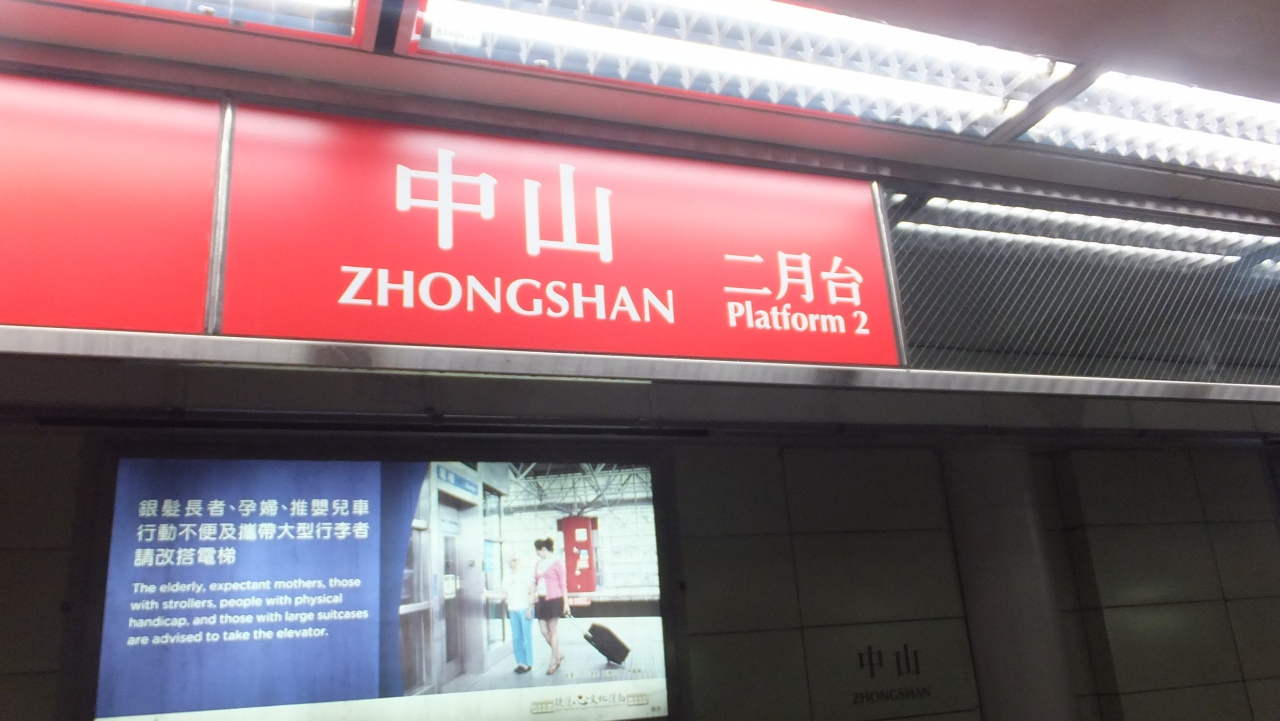 中山
ZHONGSHAN
二月台
Platform 2
銀髮長者、孕婦、推嬰兒車
行動不便及攜帶大型行李者
請改搭電梯
The elderly, expectant mothers, those
with strollers, people with physical
handicap, and those with large suitcases
are advised to take the elevator.
中山
ZHONGSHAN